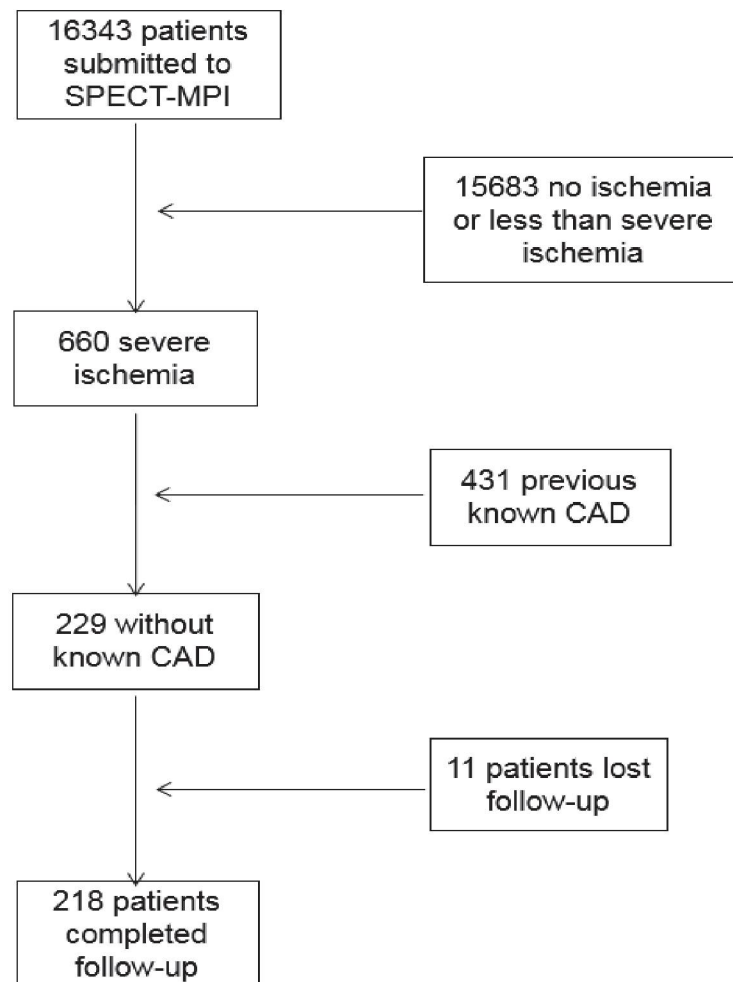 16343 patients
submitted to
SPECT-MPI
15683 no ischemia
or less than severe
ischemia
660 severe
ischemia
431 previous
known CAD
229 without
known CAD
11 patients lost
follow-up
218 patients
completed
follow-up